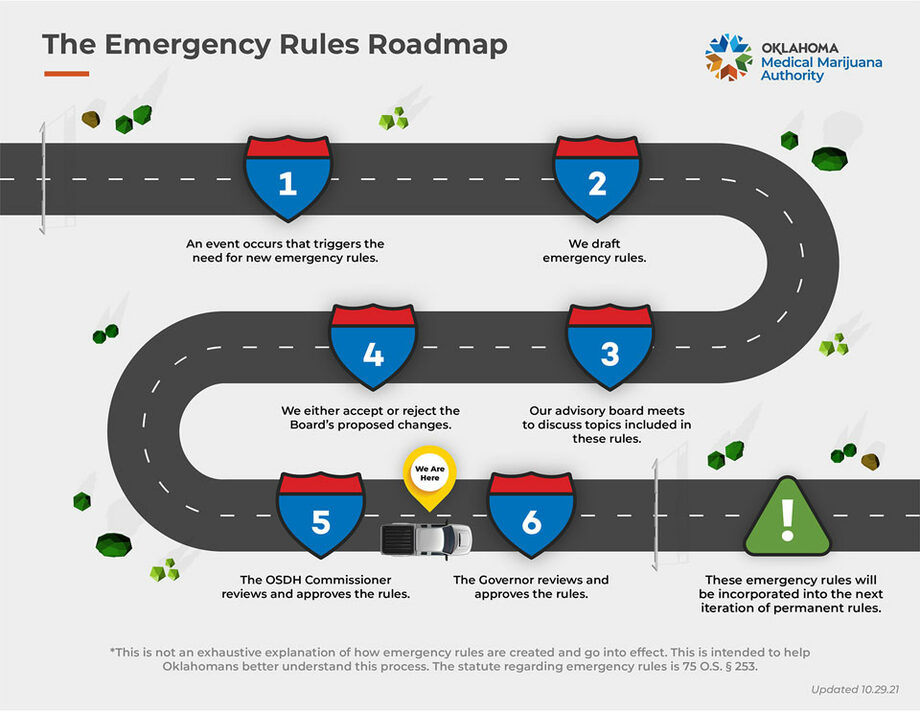 The Emergency Rules Roadmap
OKLAHOMA
Medical Marijuana
Authority
1
2
An event occurs that triggers the
need for new emergency rules.
We draft
emergency rules.
4
3
We either accept or reject the
Board's proposed changes.
Our advisory board meets
to discuss topics included in
these rules.
We Are
Here
5
6
!
The OSDH Commissioner
reviews and approves the rules.
The Governor reviews and
approves the rules.
These emergency rules will
be incorporated into the next
iteration of permanent rules.
*This is not an exhaustive explanation of how emergency rules are created and go into effect. This is intended to help
Oklahomans better understand this process. The statute regarding emergency rules is 75 O.S. § 253.
Updated 10.29.21